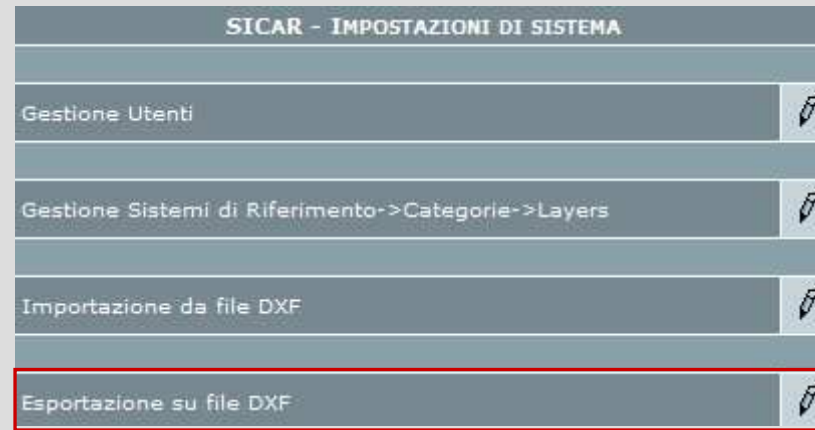 SICAR - IMPOSTAZIONI DI SISTEMA
Gestione Utenti
Gestione Sistemi di Riferimento->Categorie->Layers
Importazione da file DXF
Esportazione su file DXF